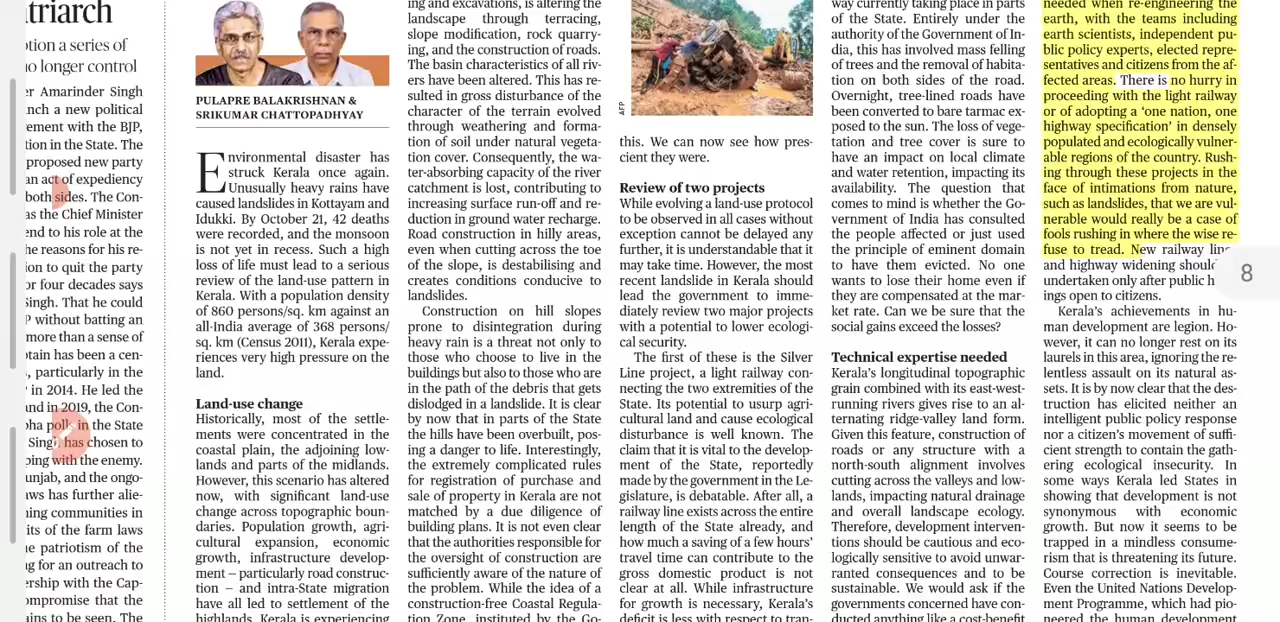 triarch
ption a series of
no longer control
er Amarinder Singh
nch a new political
ement with the BJP,
tion in the State. The
proposed new party
an act of expediency
both sides. The Con-
as the Chief Minister
end to his role at the
he reasons for his re-
ion to quit the party
or four decades says
Singh. That he could
P without batting an
more than a sense of
ptain has been a cen-
, particularly in the
' in 2014. He led the
und in 2019, the Con-
bha polls in the State
Singh has chosen to
ping with the enemy.
unjab, and the ongo-
aws has further alie-
ning communities in
its of the farm laws
e patriotism of the
ng for an outreach to
ership with the Cap-
ompromise that the
ains to be seen. The
PULAPRE BALAKRISHNAN &
SRIKUMAR CHATTOPADHYAY
Environmental disaster has
struck Kerala once again.
Unusually heavy rains have
caused landslides in Kottayam and
Idukki. By October 21, 42 deaths
were recorded, and the monsoon
is not yet in recess. Such a high
loss of life must lead to a serious
review of the land-use pattern in
Kerala. With a population density
of 860 persons/sq. km against an
all-India average of 368 persons/
sq. km (Census 2011), Kerala expe-
riences very high pressure on the
land.
Land-use change
Historically, most of the settle-
ments were concentrated in the
coastal plain, the adjoining low-
lands and parts of the midlands.
However, this scenario has altered
now, with significant land-use
change across topographic boun-
daries. Population growth, agri-
cultural expansion, economic
growth, infrastructure develop-
ment – particularly road construc-
tion – and intra-State migration
have all led to settlement of the
highlands. Kerala is experiencing
ing and excavations, is altering the
landscape through terracing,
slope modification, rock quarry-
ing, and the construction of roads.
The basin characteristics of all riv-
ers have been altered. This has re-
sulted in gross disturbance of the
character of the terrain evolved
through weathering and forma-
tion of soil under natural vegeta-
tion cover. Consequently, the wa-
ter-absorbing capacity of the river
catchment is lost, contributing to
increasing surface run-off and re-
duction in ground water recharge.
Road construction in hilly areas,
even when cutting across the toe
of the slope, is destabilising and
creates conditions conducive to
landslides.
Construction on hill slopes
prone to disintegration during
heavy rain is a threat not only to
those who choose to live in the
buildings but also to those who are
in the path of the debris that gets
dislodged in a landslide. It is clear
by now that in parts of the State
the hills have been overbuilt, pos-
ing a danger to life. Interestingly,
the extremely complicated rules
for registration of purchase and
sale of property in Kerala are not
matched by a due diligence of
building plans. It is not even clear
that the authorities responsible for
the oversight of construction are
sufficiently aware of the nature of
the problem. While the idea of a
construction-free Coastal Regula-
tion Zone, instituted by the Go-
AFP
this. We can now see how pres-
cient they were.
Review of two projects
While evolving a land-use protocol
to be observed in all cases without
exception cannot be delayed any
further, it is understandable that it
may take time. However, the most
recent landslide in Kerala should
lead the government to imme-
diately review two major projects
with a potential to lower ecologi-
cal security.
The first of these is the Silver
Line project, a light railway con-
necting the two extremities of the
State. Its potential to usurp agri-
cultural land and cause ecological
disturbance is well known. The
claim that it is vital to the develop-
ment of the State, reportedly
made by the government in the Le-
gislature, is debatable. After all, a
railway line exists across the entire
length of the State already, and
how much a saving of a few hours'
travel time can contribute to the
gross domestic product is not
clear at all. While infrastructure
for growth is necessary, Kerala's
deficit is less with respect to tran-
way currently taking place in parts
of the State. Entirely under the
authority of the Government of In-
dia, this has involved mass felling
of trees and the removal of habita-
tion on both sides of the road.
Overnight, tree-lined roads have
been converted to bare tarmac ex-
posed to the sun. The loss of vege-
tation and tree cover is sure to
have an impact on local climate
and water retention, impacting its
availability. The question that
comes to mind is whether the Go-
vernment of India has consulted
the people affected or just used
the principle of eminent domain
to have them evicted. No one
wants to lose their home even if
they are compensated at the mar-
ket rate. Can we be sure that the
social gains exceed the losses?
Technical expertise needed
Kerala's longitudinal topographic
grain combined with its east-west-
running rivers gives rise to an al-
ternating ridge-valley land form.
Given this feature, construction of
roads or any structure with a
north-south alignment involves
cutting across the valleys and low-
lands, impacting natural drainage
and overall landscape ecology.
Therefore, development interven-
tions should be cautious and eco-
logically sensitive to avoid unwar-
ranted consequences and to be
sustainable. We would ask if the
governments concerned have con-
ducted anything like a cost-benefit
needed when re-engineering the
earth, with the teams including
earth scientists, independent pu-
blic policy experts, elected repre-
sentatives and citizens from the af-
fected areas. There is no hurry in
proceeding with the light railway
or of adopting a 'one nation, one
highway specification' in densely
populated and ecologically vulner-
able regions of the country. Rush-
ing through these projects in the
face of intimations from nature,
such as landslides, that we are vul-
nerable would really be a case of
fools rushing in where the wise re-
fuse to tread. New railway line
and highway widening should
undertaken only after public h
ings open to citizens.
Kerala's achievements in hu-
man development are legion. Ho-
wever, it can no longer rest on its
laurels in this area, ignoring the re-
lentless assault on its natural as-
sets. It is by now clear that the des-
truction has elicited neither an
intelligent public policy response
nor a citizen's movement of suffi-
cient strength to contain the gath-
ering ecological insecurity. In
some ways Kerala led States in
showing that development is not
synonymous with economic
growth. But now it seems to be
trapped in a mindless consume-
rism that is threatening its future.
Course correction is inevitable.
Even the United Nations Develop-
ment Programme, which had pio-
neered the human development
8